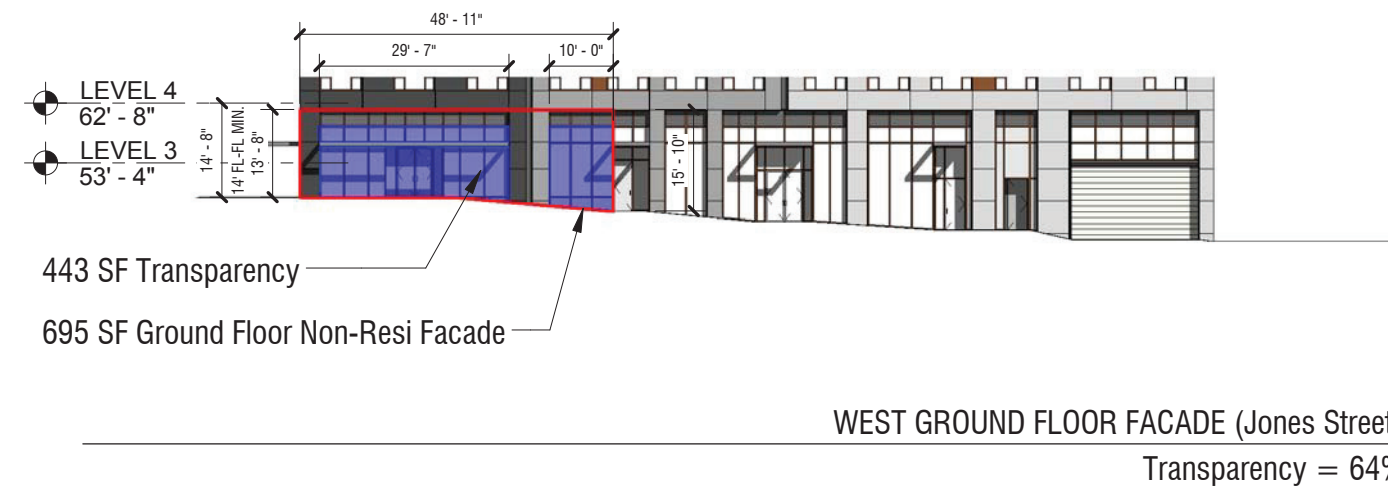 48' - 11"
29' - 7"
10' - 0"
LEVEL 4
62' - 8"
LEVEL 3
53' - 4"
14' - 8"
14' FL-FL MIN.
13' - 8"
15' - 10"
443 SF Transparency
695 SF Ground Floor Non-Resi Facade
WEST GROUND FLOOR FACADE (Jones Street
Transparency = 64%